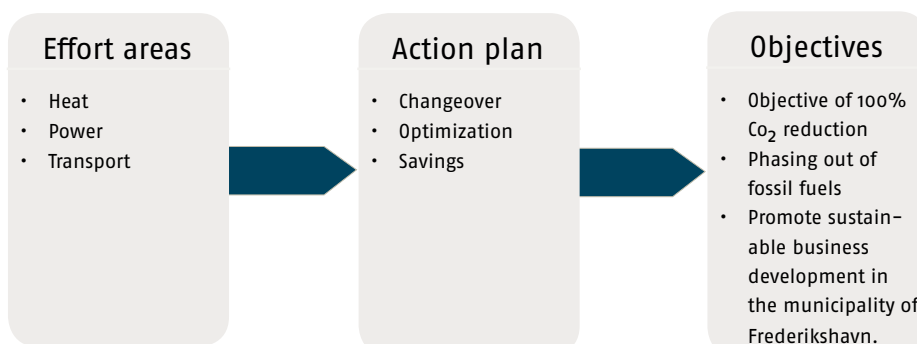 Effort areas
• Heat
• Power
• Transport
Action plan
• Changeover
• Optimization
• Savings
Objectives
• Objective of 100%
Co₂ reduction
• Phasing out of
fossil fuels
• Promote sustain-
able business
development in
the municipality of
Frederikshavn.